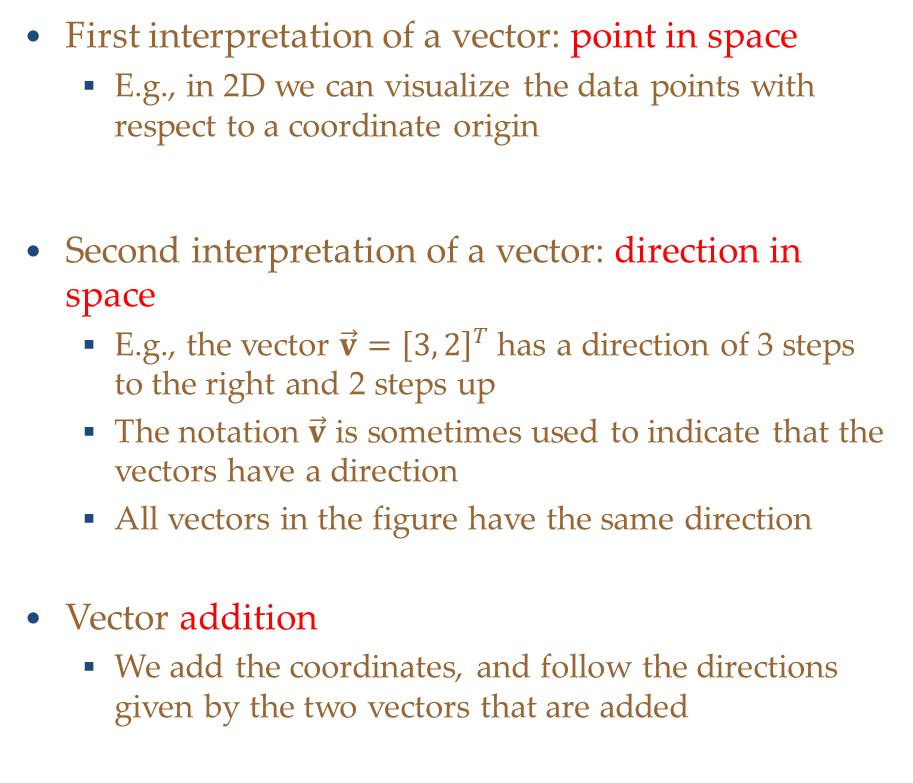 • First interpretation of a vector: point in space
▪ E.g., in 2D we can visualize the data points with
respect to a coordinate origin
• Second interpretation of a vector: direction in
space
▪ E.g., the vector $\vec{\mathbf{v}} = [3, 2]^T$ has a direction of 3 steps
to the right and 2 steps up
▪ The notation $\vec{\mathbf{v}}$ is sometimes used to indicate that the
vectors have a direction
▪ All vectors in the figure have the same direction
• Vector addition
▪ We add the coordinates, and follow the directions
given by the two vectors that are added